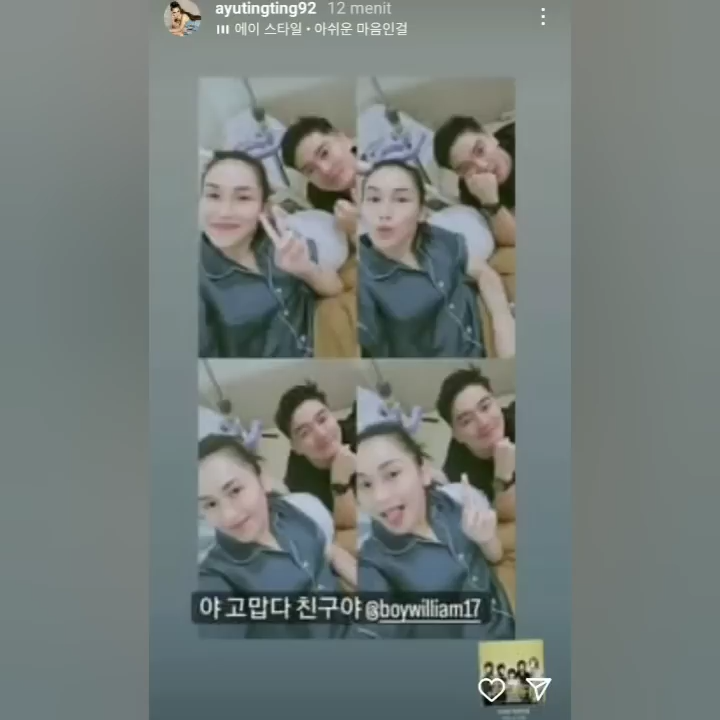 ayutingting92 12 menit
에이 스타일 • 아쉬운 마음인걸
야 고맙다 친구야 @boywilliam17